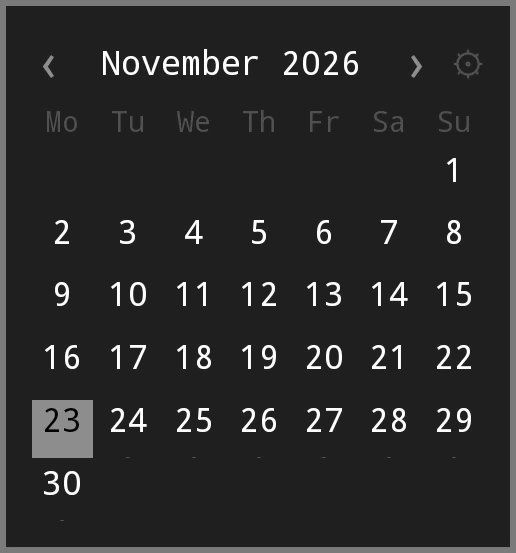 ‹ November 2026 ›
Mo Tu We Th Fr Sa Su
1
2 3 4 5 6 7 8
9 10 11 12 13 14 15
16 17 18 19 20 21 22
23 24 25 26 27 28 29
- - - - - -
30
-